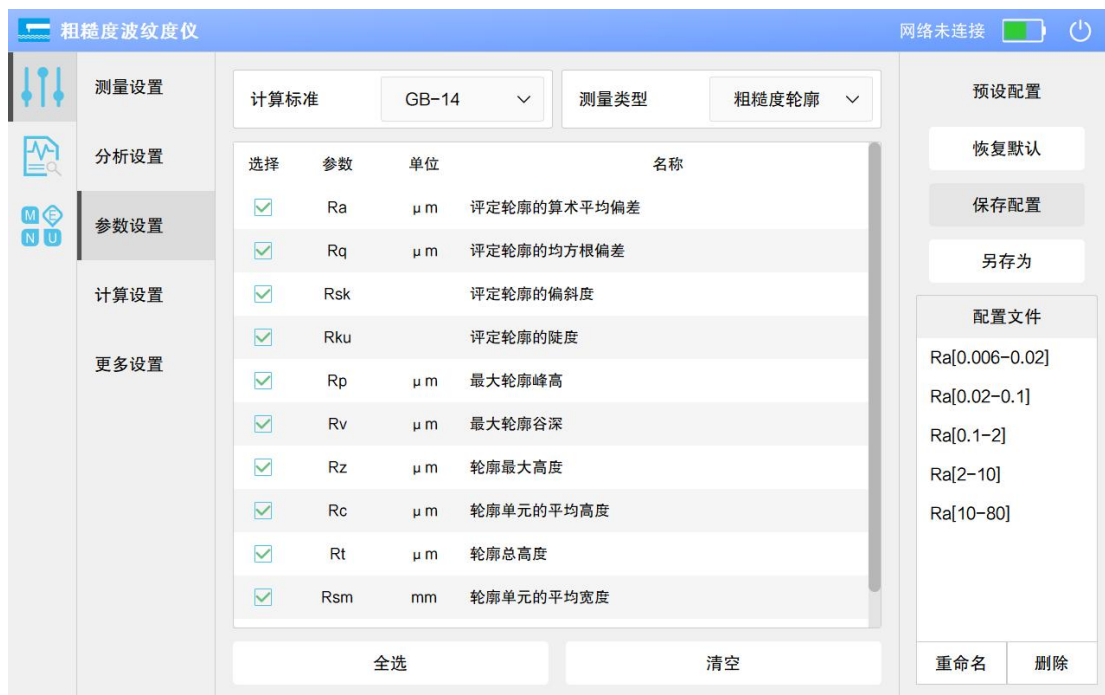 粗糙度波纹度仪
网络未连接
测量设置
分析设置
参数设置
计算设置
更多设置
M E
N U
计算标准 GB-14 测量类型 粗糙度轮廓
选择 参数 单位 名称
Ra μm 评定轮廓的算术平均偏差
Rq μm 评定轮廓的均方根偏差
Rsk 评定轮廓的偏斜度
Rku 评定轮廓的陡度
Rp μm 最大轮廓峰高
Rv μm 最大轮廓谷深
Rz μm 轮廓最大高度
Rc μm 轮廓单元的平均高度
Rt μm 轮廓总高度
Rsm mm 轮廓单元的平均宽度
全选 清空
预设配置
恢复默认
保存配置
另存为
配置文件
Ra[0.006-0.02]
Ra[0.02-0.1]
Ra[0.1-2]
Ra[2-10]
Ra[10-80]
重命名 删除